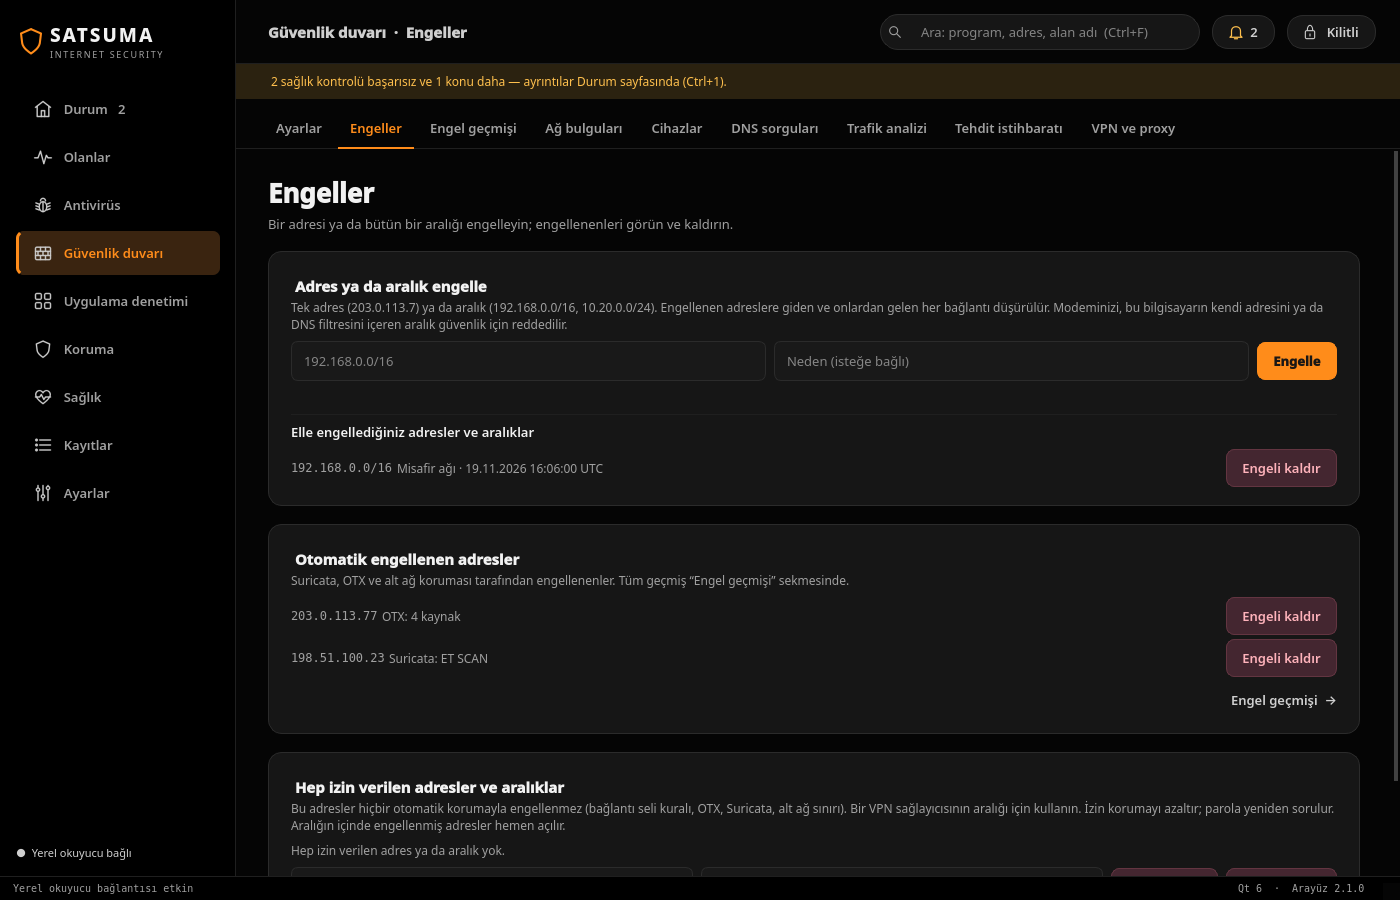 SATSUMA
INTERNET SECURITY
Durum 2
Olanlar
Antivirüs
Güvenlik duvarı
Uygulama denetimi
Koruma
Sağlık
Kayıtlar
Ayarlar
Yerel okuyucu bağlı
Güvenlik duvarı · Engeller
Ara: program, adres, alan adı (Ctrl+F)
2
Kilitli
2 sağlık kontrolü başarısız ve 1 konu daha — ayrıntılar Durum sayfasında (Ctrl+1).
Ayarlar Engeller Engel geçmişi Ağ bulguları Cihazlar DNS sorguları Trafik analizi Tehdit istihbaratı VPN ve proxy
Engeller
Bir adresi ya da bütün bir aralığı engelleyin; engellenenleri görün ve kaldırın.
Adres ya da aralık engelle
Tek adres (203.0.113.7) ya da aralık (192.168.0.0/16, 10.20.0.0/24). Engellenen adreslere giden ve onlardan gelen her bağlantı düşürülür. Modeminizi, bu bilgisayarın kendi adresini ya da
DNS filtresini içeren aralık güvenlik için reddedilir.
192.168.0.0/16
Neden (isteğe bağlı)
Engelle
Elle engellediğiniz adresler ve aralıklar
192.168.0.0/16 Misafir ağı · 19.11.2026 16:06:00 UTC
Engeli kaldır
Otomatik engellenen adresler
Suricata, OTX ve alt ağ koruması tarafından engellenenler. Tüm geçmiş “Engel geçmişi” sekmesinde.
203.0.113.77 OTX: 4 kaynak
Engeli kaldır
198.51.100.23 Suricata: ET SCAN
Engeli kaldır
Engel geçmişi →
Hep izin verilen adresler ve aralıklar
Bu adresler hiçbir otomatik korumayla engellenmez (bağlantı seli kuralı, OTX, Suricata, alt ağ sınırı). Bir VPN sağlayıcısının aralığı için kullanın. İzin korumayı azaltır; parola yeniden sorulur.
Aralığın içinde engellenmiş adresler hemen açılır.
Hep izin verilen adres ya da aralık yok.
Yerel okuyucu bağlantısı etkin
Qt 6 · Arayüz 2.1.0